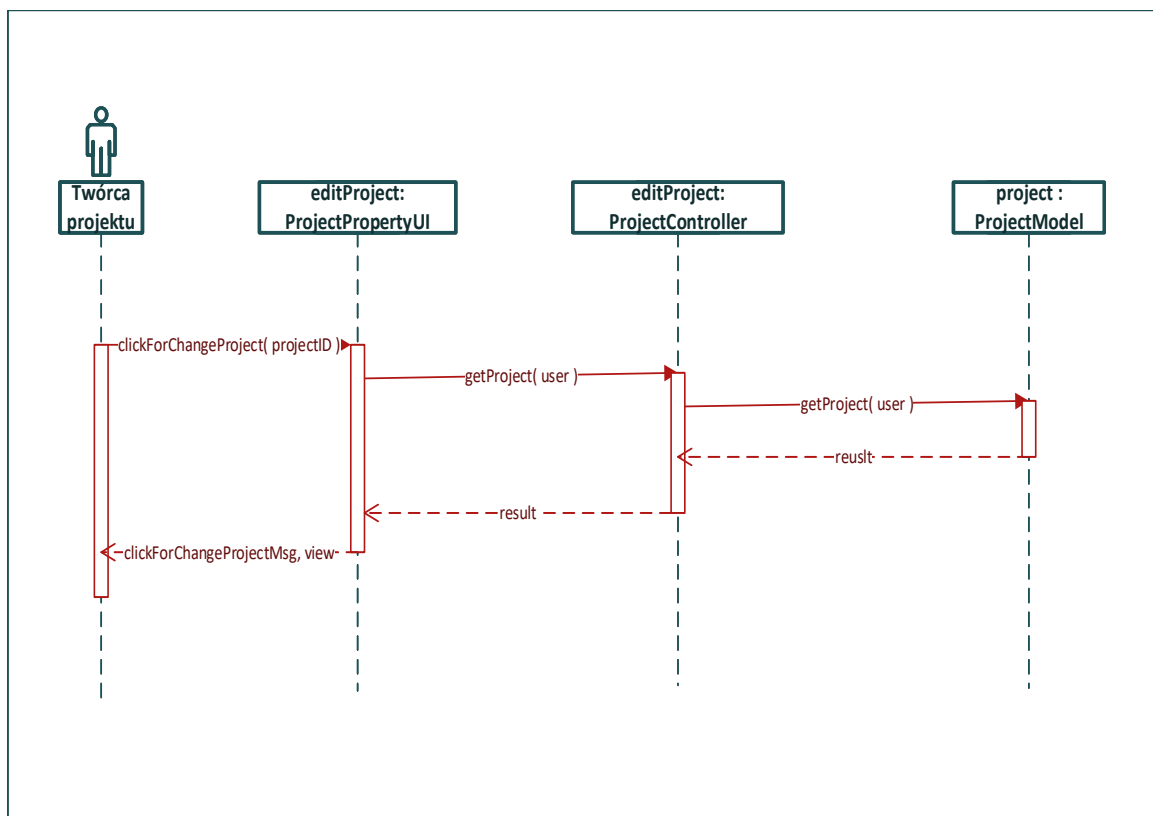 Twórca
projektu
editProject:
ProjectPropertyUI
editProject:
ProjectController
project :
ProjectModel
clickForChangeProject( projectID )
getProject( user )
getProject( user )
reuslt
result
clickForChangeProjectMsg, view